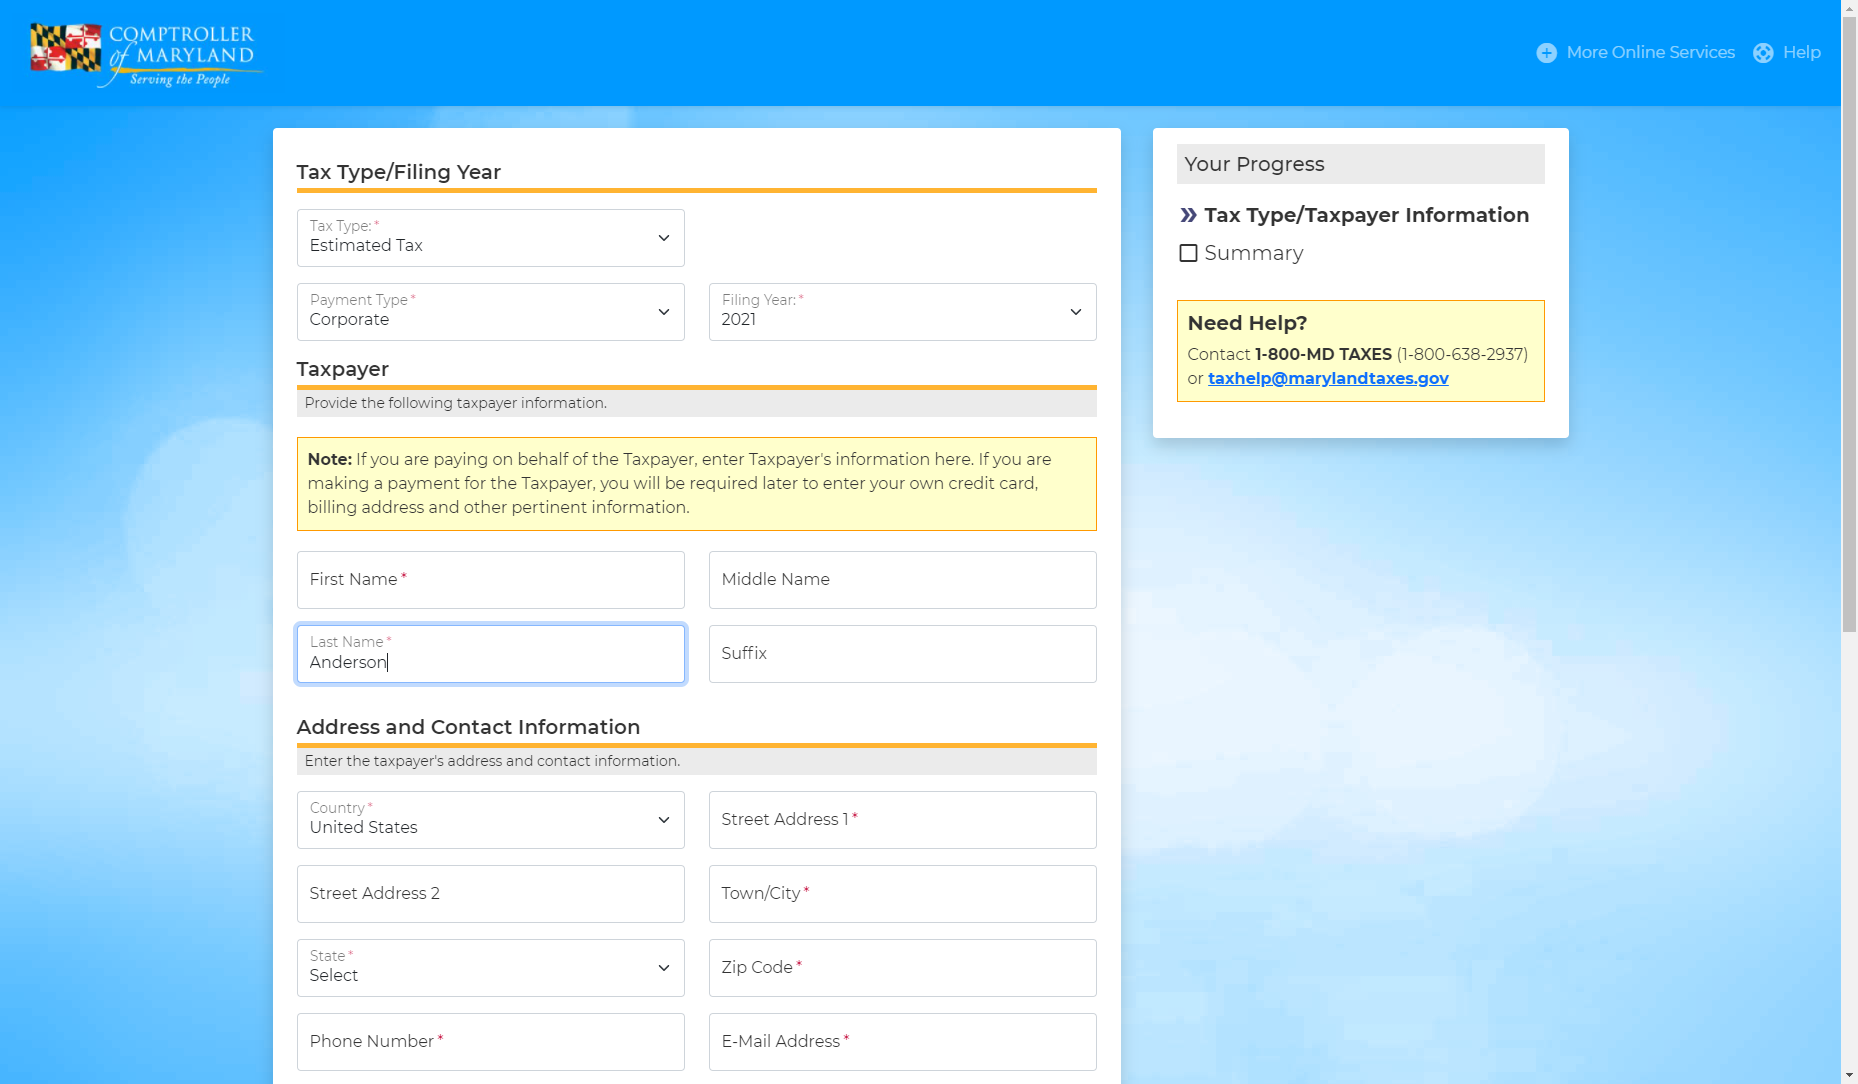 COMPTROLLER
of MARYLAND
Serving the People
More Online Services
Help
Tax Type/Filing Year
Tax Type: *
Estimated Tax
Payment Type *
Corporate
Filing Year: *
2021
Taxpayer
Provide the following taxpayer information.
Note: If you are paying on behalf of the Taxpayer, enter Taxpayer's information here. If you are
making a payment for the Taxpayer, you will be required later to enter your own credit card,
billing address and other pertinent information.
First Name *
Middle Name
Last Name *
Anderson
Suffix
Address and Contact Information
Enter the taxpayer's address and contact information.
Country *
United States
Street Address 1 *
Street Address 2
Town/City *
State *
Select
Zip Code *
Phone Number *
E-Mail Address *
Your Progress
Tax Type/Taxpayer Information
Summary
Need Help?
Contact 1-800-MD TAXES (1-800-638-2937)
or taxhelp@marylandtaxes.gov